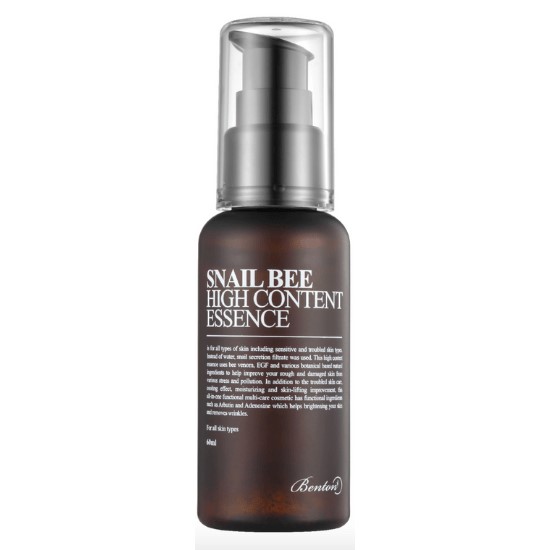 SNAIL BEE
HIGH CONTENT
ESSENCE
is for all types of skin including sensitive and troubled skin types.
Instead of water, snail secretion filtrate was used. This high content
essence uses bee venom, EGF and various botanical based natural
ingredients to help improve your rough and damaged skin from
various stress and pollution. In addition to the troubled skin care,
cooling effect, moisturizing and skin-lifting improvement, this
all-in-one functional multi-care cosmetic has functional ingredients
such as Arbutin and Adenosine which helps brightening your skin
and removes wrinkles.
For all skin types
60ml
Benton